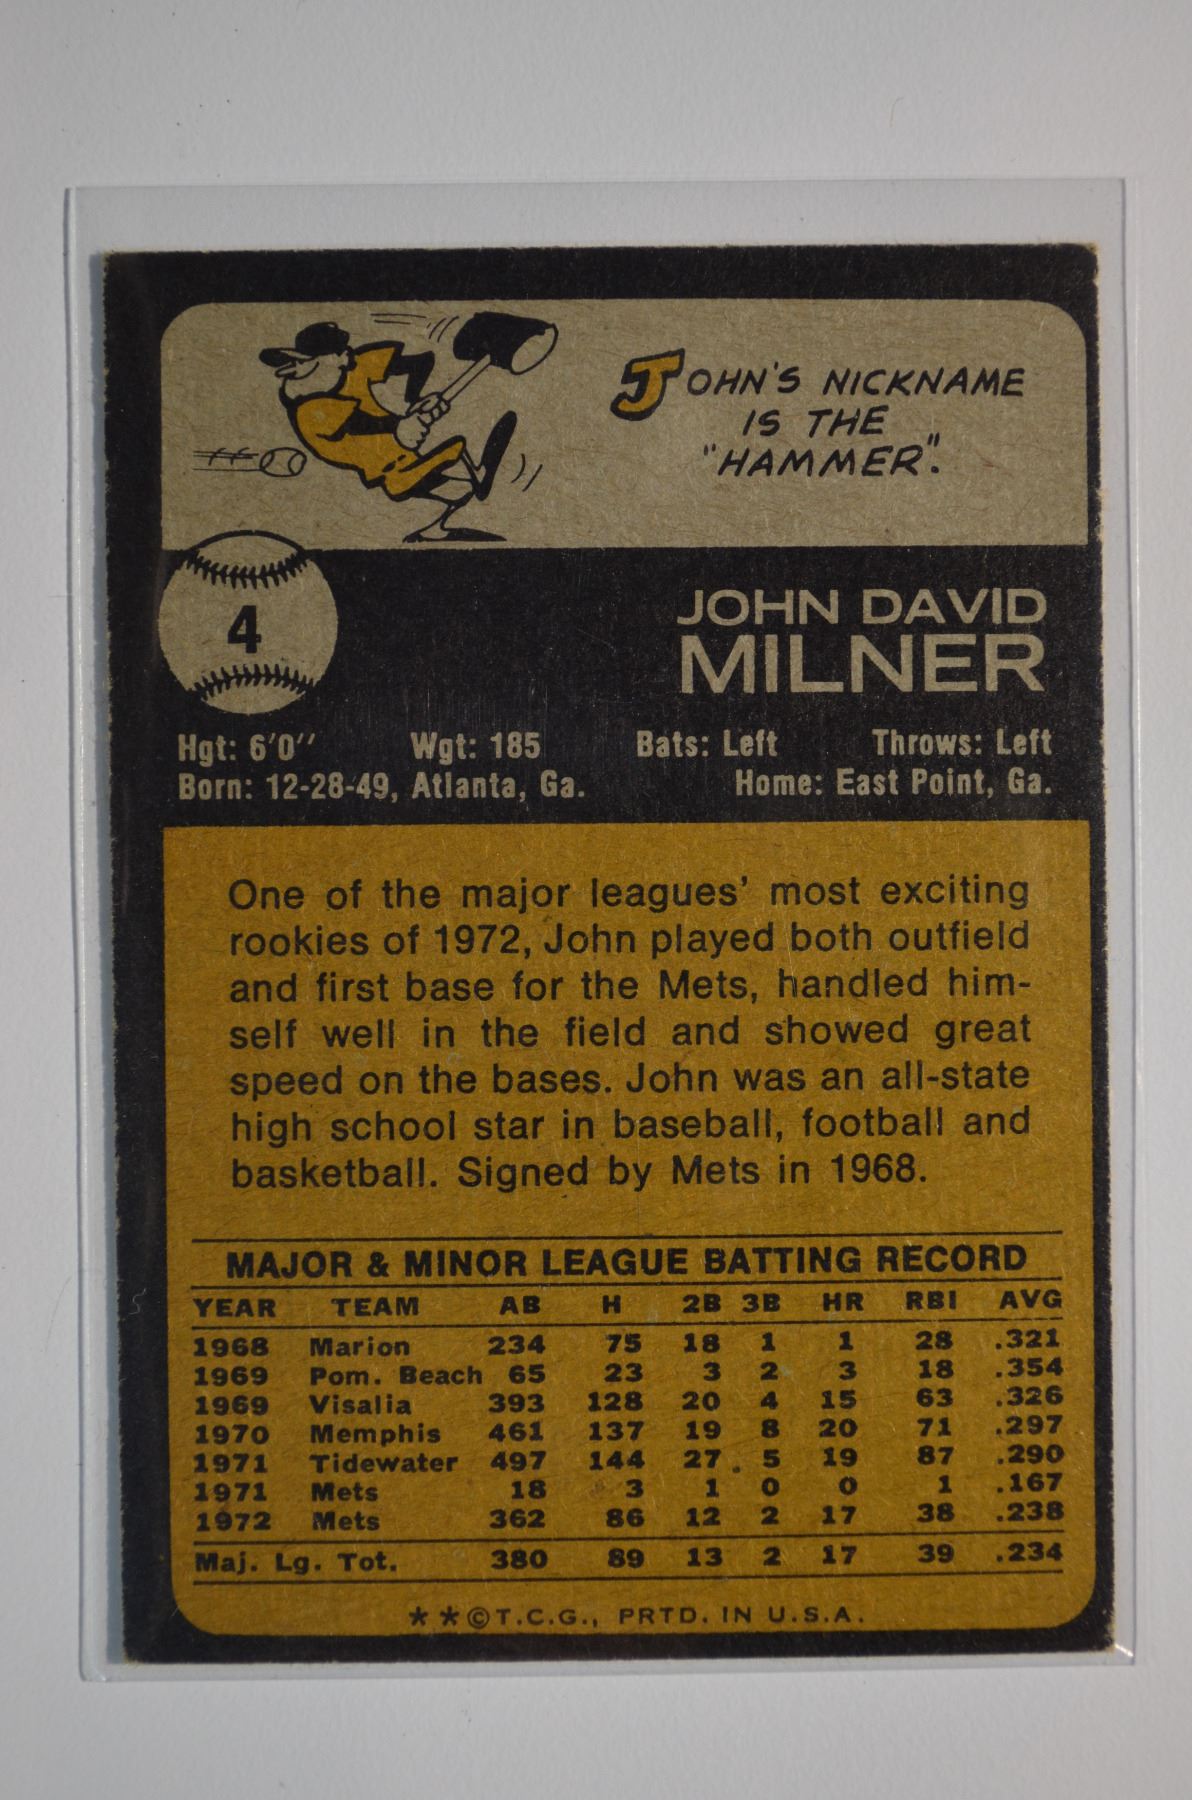 JOHN'S NICKNAME
IS THE
"HAMMER".
4
JOHN DAVID
MILNER
Hgt: 6'0" Wgt: 185 Bats: Left Throws: Left
Born: 12-28-49, Atlanta, Ga. Home: East Point, Ga.
One of the major leagues' most exciting
rookies of 1972, John played both outfield
and first base for the Mets, handled him-
self well in the field and showed great
speed on the bases. John was an all-state
high school star in baseball, football and
basketball. Signed by Mets in 1968.
MAJOR & MINOR LEAGUE BATTING RECORD
YEAR TEAM AB H 2B 3B HR RBI AVG
1968 Marion 234 75 18 1 1 28 .321
1969 Pom. Beach 65 23 3 2 3 18 .354
1969 Visalia 393 128 20 4 15 63 .326
1970 Memphis 461 137 19 8 20 71 .297
1971 Tidewater 497 144 27 5 19 87 .290
1971 Mets 18 3 1 0 0 1 .167
1972 Mets 362 86 12 2 17 38 .238
Maj. Lg. Tot. 380 89 13 2 17 39 .234
**©T.C.G., PRTD. IN U.S.A.